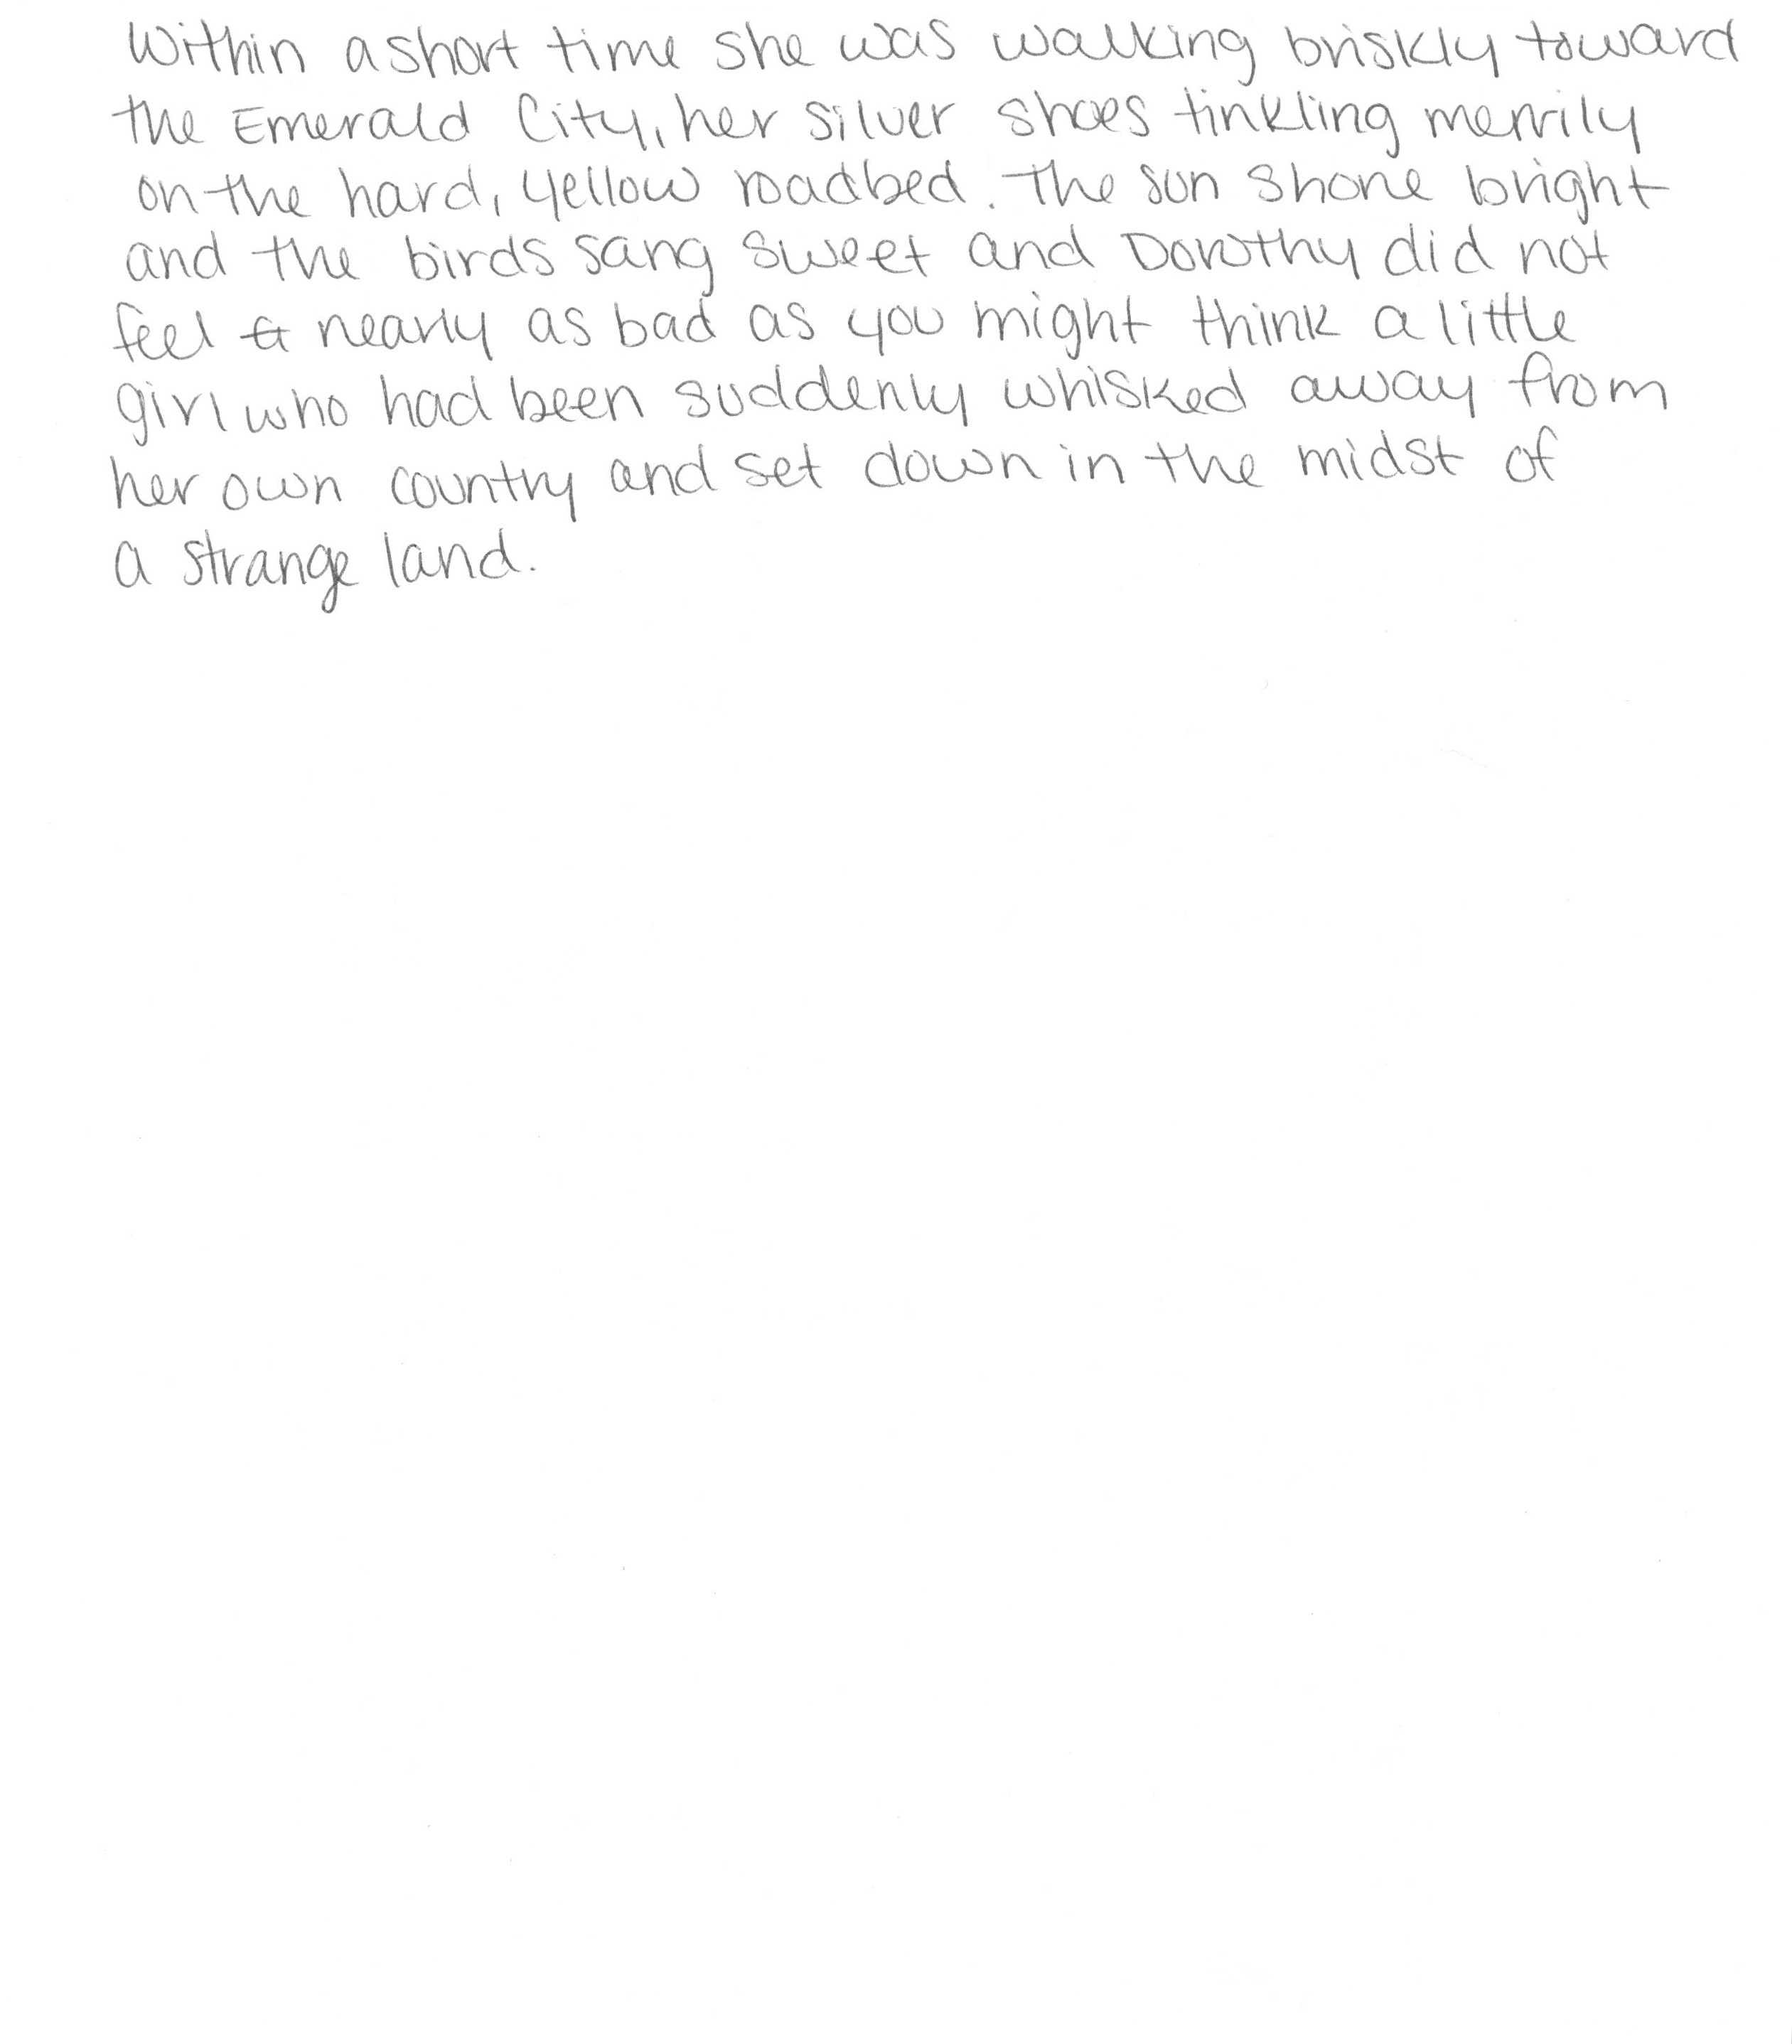 Within a short time she was walking briskly toward
the Emerald City, her silver shoes tinkling merrily
on the hard, yellow roadbed. The sun shone bright
and the birds sang sweet and Dorothy did not
feel nearly as bad as you might think a little
girl who had been suddenly whisked away from
her own country and set down in the midst of
a strange land.